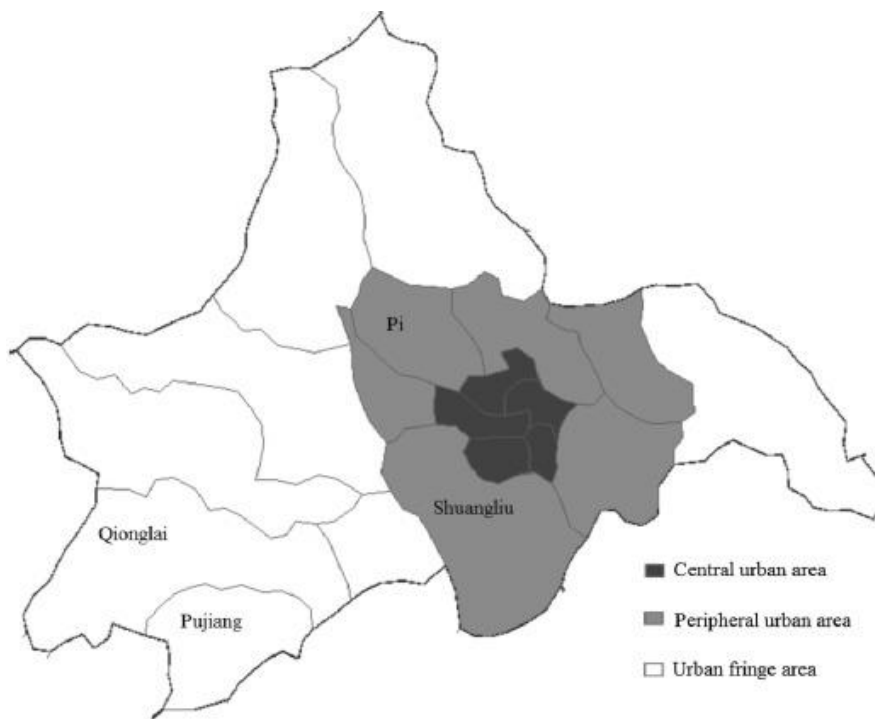 Pi
Shuangliu
Qionglai
Pujiang
Central urban area
Peripheral urban area
Urban fringe area